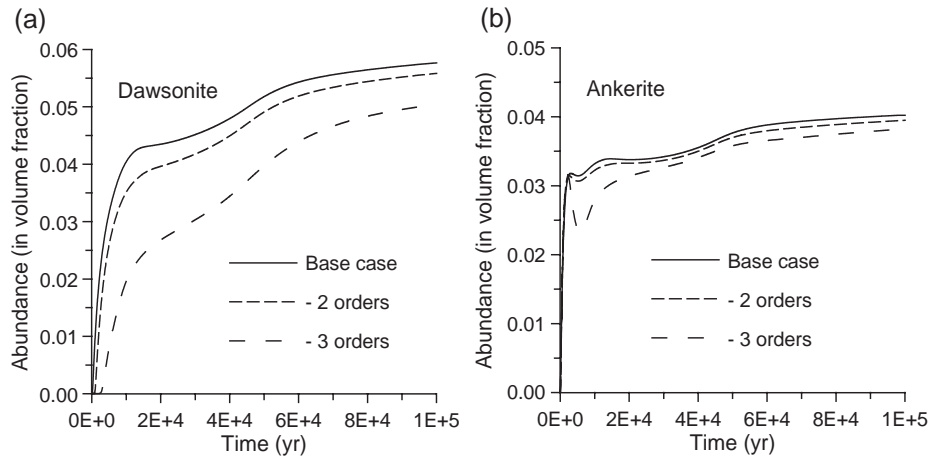 (a)
Abundance (in volume fraction)
0.06
0.05
0.04
0.03
0.02
0.01
0.00
Dawsonite
Base case
- 2 orders
- 3 orders
0E+0 2E+4 4E+4 6E+4 8E+4 1E+5
Time (yr)
(b)
Abundance (in volume fraction)
0.05
0.04
0.03
0.02
0.01
0.00
Ankerite
Base case
- 2 orders
- 3 orders
0E+0 2E+4 4E+4 6E+4 8E+4 1E+5
Time (yr)